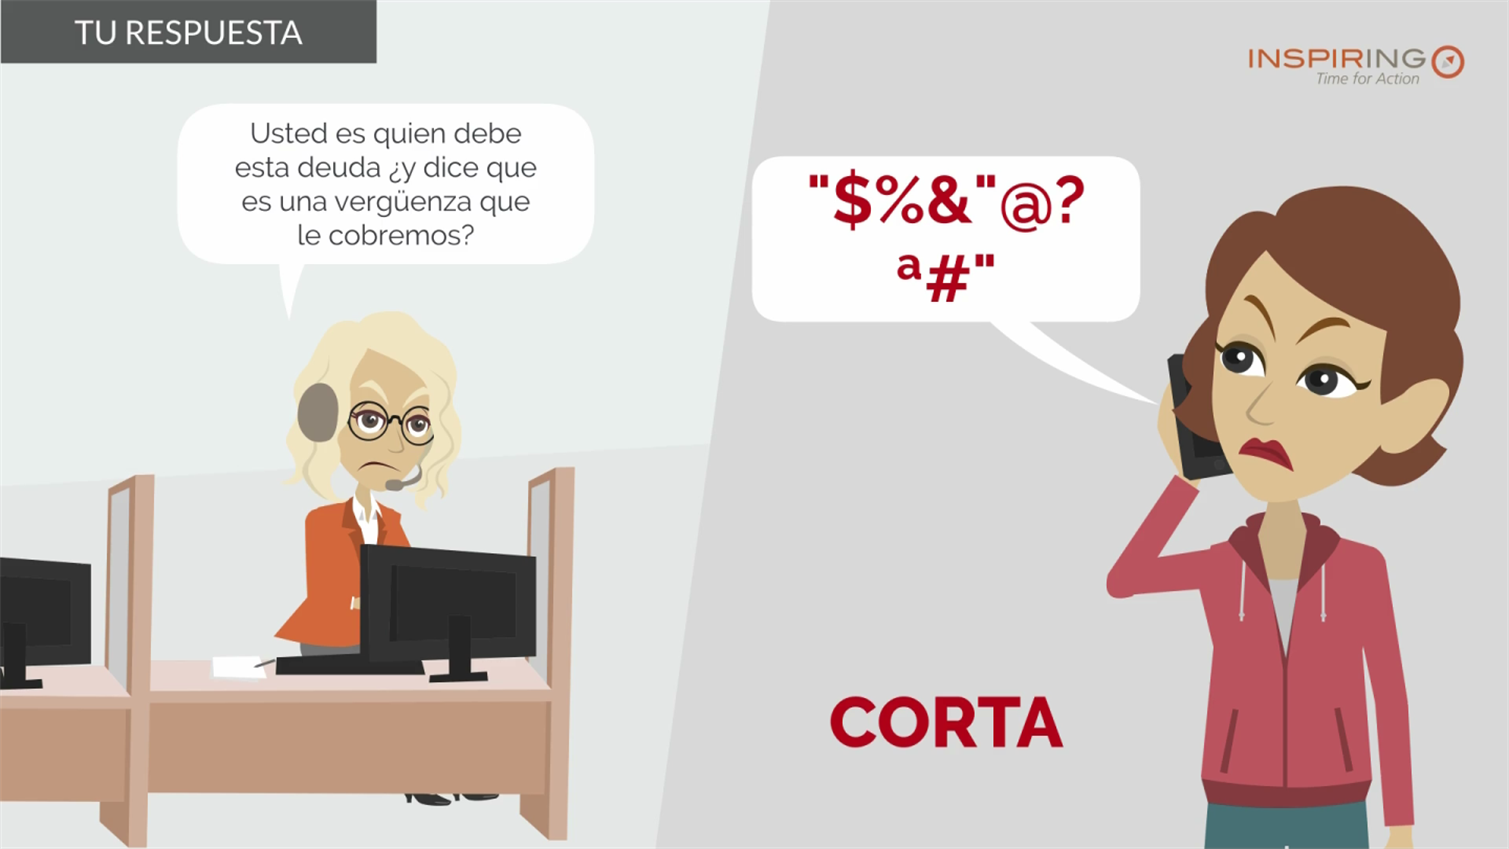 TU RESPUESTA
INSPIRING
Time for Action
Usted es quien debe
esta deuda ¿y dice que
es una vergüenza que
le cobremos?
"$%&"@?
ª#"
CORTA